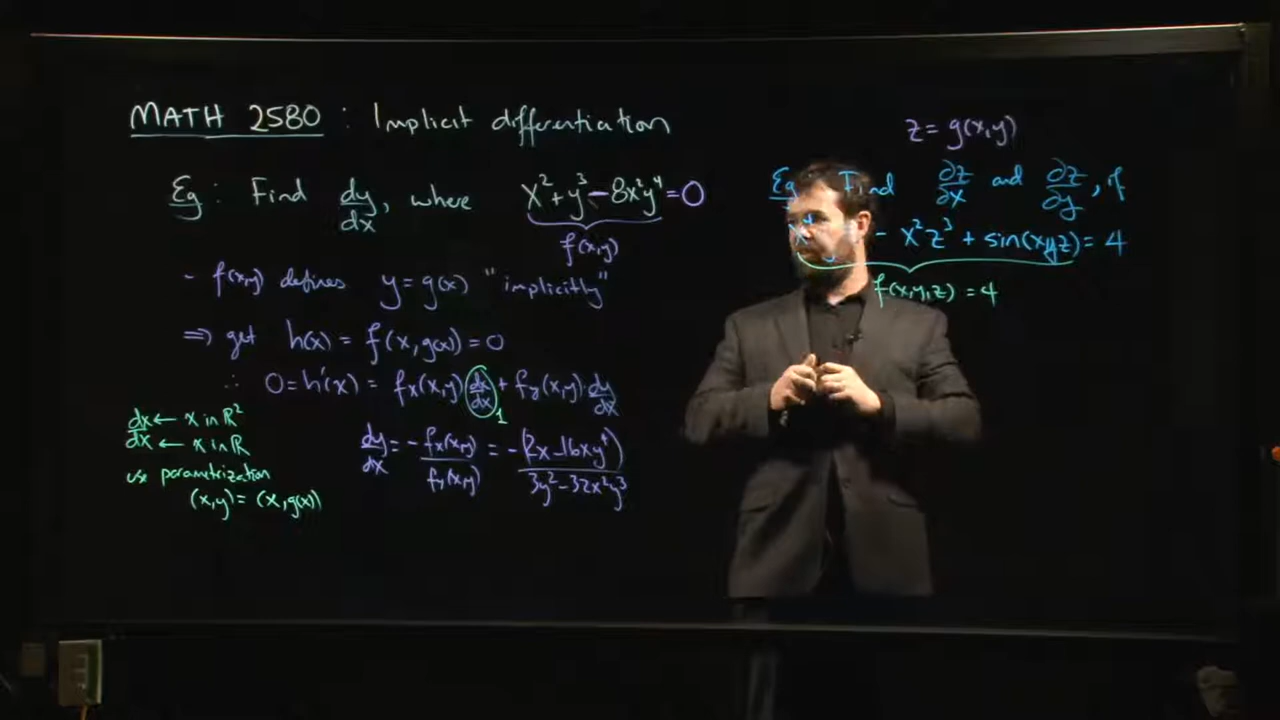 MATH 2580 : Implicit differentiation
Eg : Find dy/dx, where x² + y³ - 8x²y⁴ = 0
f(x,y)
- f(x,y) defines y = g(x) "implicitly"
⇒ get h(x) = f(x, g(x)) = 0
∴ 0 = h'(x) = fx(x,y) dx/dx + fy(x,y) · dy/dx
1
dx ← x in ℝ²
dx ← x in ℝ
use parametrization
(x,y) = (x, g(x))
dy/dx = - fx(x,y)/fy(x,y) = -(2x - 16xy⁴)/(3y² - 32x²y³)
z = g(x,y)
Eg Find ∂z/∂x and ∂z/∂y, if
x⁴ - x²z³ + sin(xyz) = 4
f(x,y,z) = 4